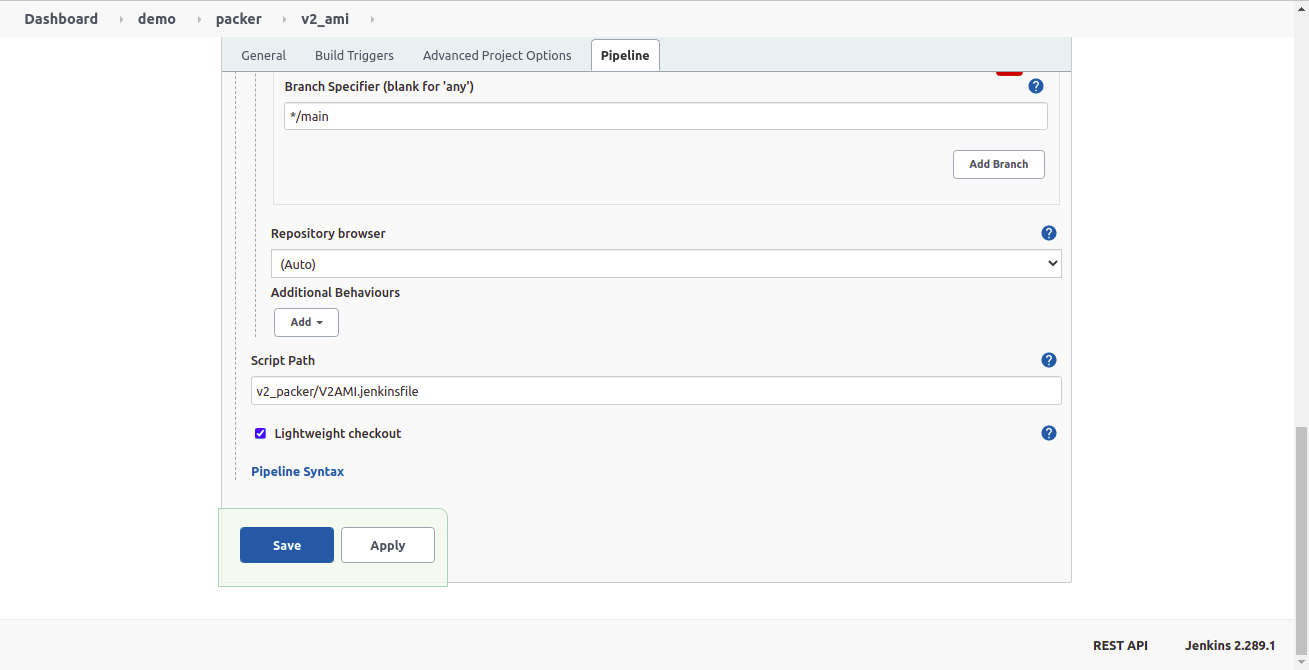 Dashboard demo packer v2_ami
General Build Triggers Advanced Project Options Pipeline
Branch Specifier (blank for 'any')
?
*/main
Add Branch
Repository browser
?
(Auto)
Additional Behaviours
Add
Script Path
?
v2_packer/V2AMI.jenkinsfile
Lightweight checkout
?
Pipeline Syntax
Save Apply
REST API Jenkins 2.289.1